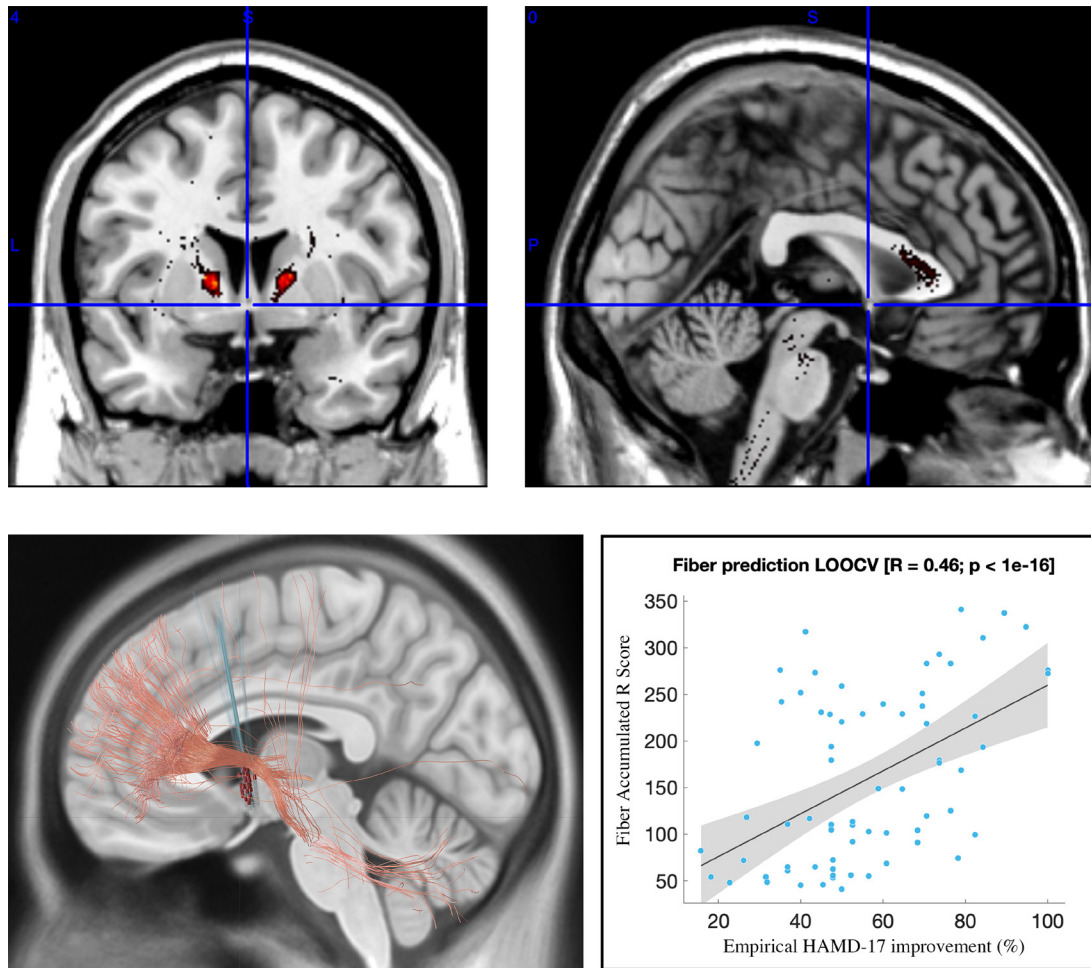 4
S
L
0
S
P
Fiber prediction LOOCV [R = 0.46; p < 1e-16]
350
300
250
200
150
100
50
Fiber Accumulated R Score
20 40 60 80 100
Empirical HAMD-17 improvement (%)